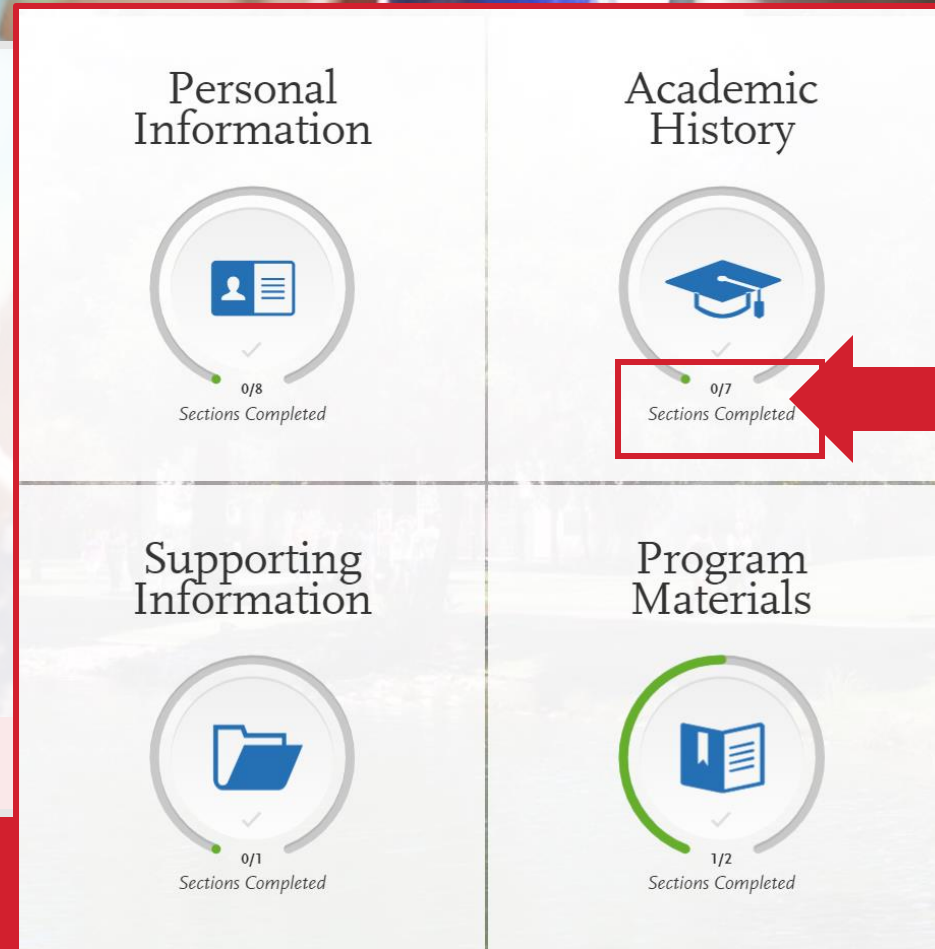 Personal
Information
0/8
Sections Completed
Academic
History
0/7
Sections Completed
Supporting
Information
0/1
Sections Completed
Program
Materials
1/2
Sections Completed